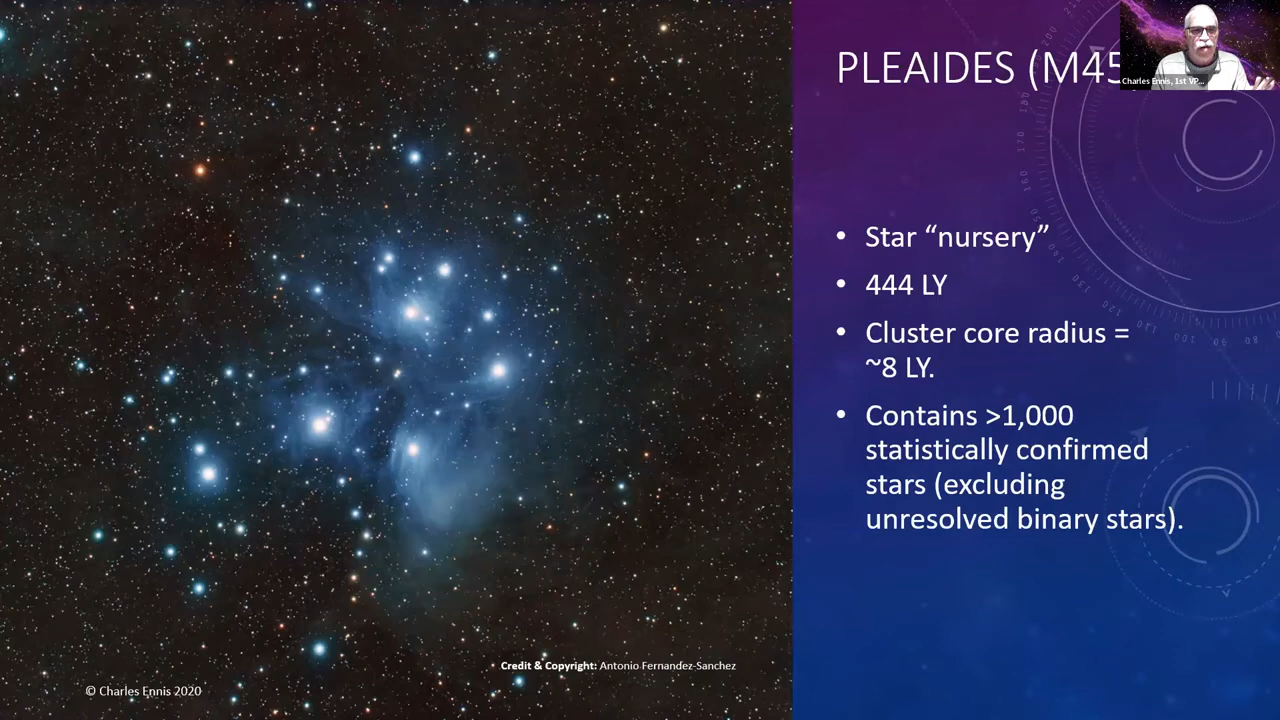 PLEAIDES (M45
Charles Ennis, 1st VP...
• Star “nursery”
• 444 LY
• Cluster core radius =
~8 LY.
• Contains >1,000
statistically confirmed
stars (excluding
unresolved binary stars).
Credit & Copyright: Antonio Fernandez-Sanchez
© Charles Ennis 2020